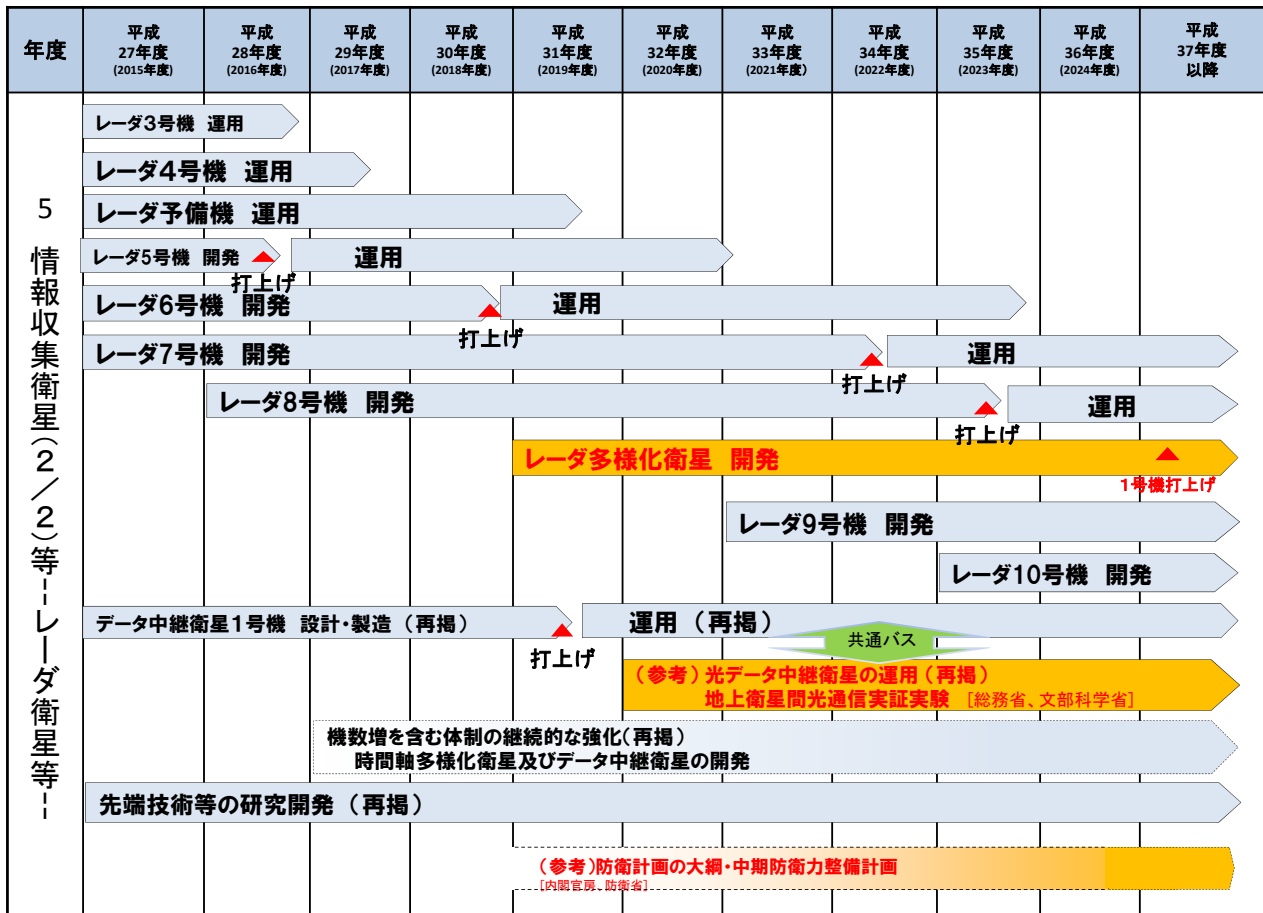 年度
平成
27年度
(2015年度)
平成
28年度
(2016年度)
平成
29年度
(2017年度)
平成
30年度
(2018年度)
平成
31年度
(2019年度)
平成
32年度
(2020年度)
平成
33年度
(2021年度)
平成
34年度
(2022年度)
平成
35年度
(2023年度)
平成
36年度
(2024年度)
平成
37年度
以降
5 情報収集衛星(2/2)等--レーダ衛星等--
レーダ3号機 運用
レーダ4号機 運用
レーダ予備機 運用
レーダ5号機 開発
運用
打上げ
レーダ6号機 開発
運用
打上げ
レーダ7号機 開発
運用
打上げ
レーダ8号機 開発
運用
打上げ
レーダ多様化衛星 開発
1号機打上げ
レーダ9号機 開発
レーダ10号機 開発
データ中継衛星1号機 設計・製造(再掲)
運用(再掲)
打上げ
共通バス
(参考)光データ中継衛星の運用(再掲)
地上衛星間光通信実証実験 [総務省、文部科学省]
機数増を含む体制の継続的な強化(再掲)
時間軸多様化衛星及びデータ中継衛星の開発
先端技術等の研究開発(再掲)
(参考)防衛計画の大綱・中期防衛力整備計画
[内閣官房、防衛省]